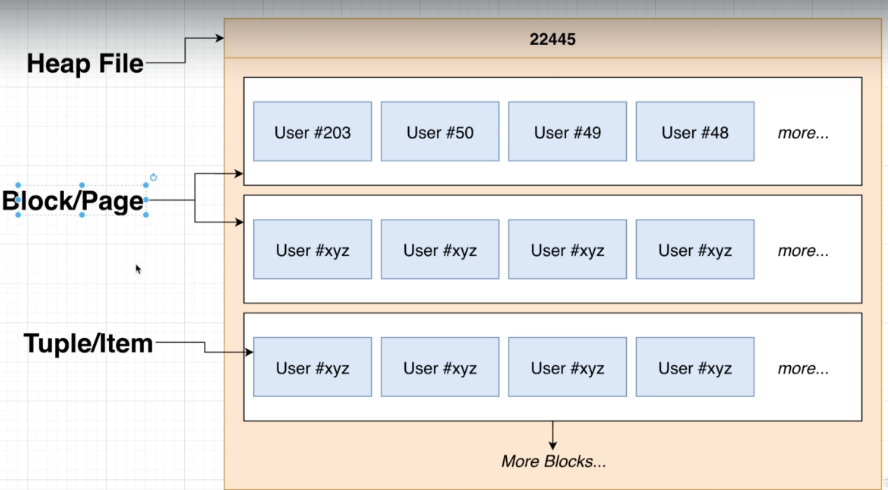 22445
Heap File
User #203 User #50 User #49 User #48 more...
Block/Page
User #xyz User #xyz User #xyz User #xyz more...
Tuple/Item
User #xyz User #xyz User #xyz User #xyz more...
More Blocks...